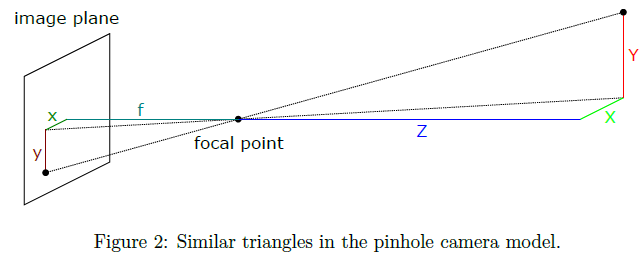 image plane
Y
x
f
X
focal point
Z
y
Figure 2: Similar triangles in the pinhole camera model.